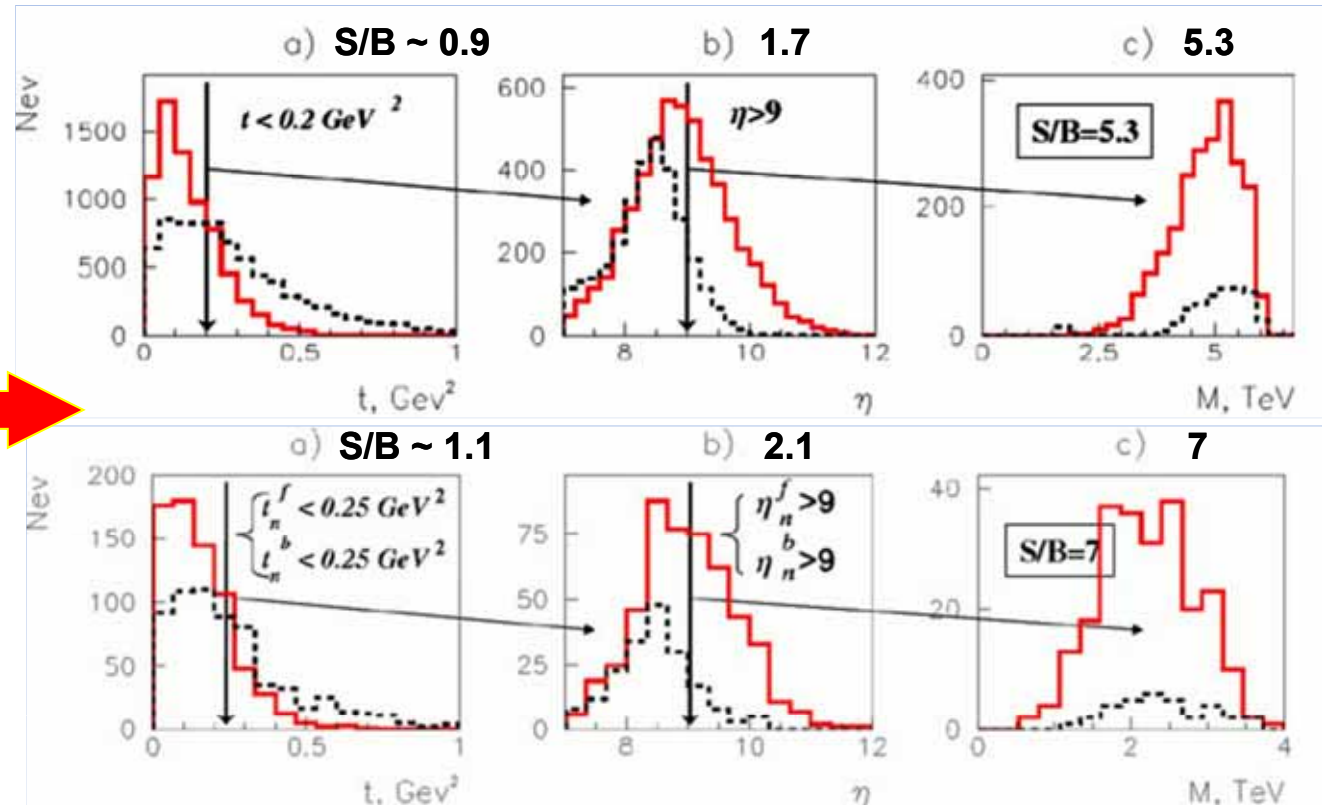 a) S/B ~ 0.9
b) 1.7
c) 5.3
Nev
1500
1000
500
0
t < 0.2 GeV ²
0 0.5 1
t, Gev²
600
400
200
0
η>9
8 10 12
η
400
200
0
S/B=5.3
0 2.5 5
M, TeV
a) S/B ~ 1.1
b) 2.1
c) 7
Nev
200
150
100
50
0
t_n^f < 0.25 GeV²
t_n^b < 0.25 GeV²
0 0.5 1
t, Gev²
75
50
25
0
η_n^f >9
η_n^b >9
8 10 12
η
40
20
0
S/B=7
0 2 4
M, TeV